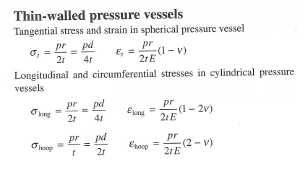 Thin-walled pressure vessels
Tangential stress and strain in spherical pressure vessel
σₜ = pr/2t = pd/4t    εₜ = pr/2tE (1 − ν)
Longitudinal and circumferential stresses in cylindrical pressure
vessels
σ_long = pr/2t = pd/4t    ε_long = pr/2tE (1 − 2ν)
σ_hoop = pr/t = pd/2t    ε_hoop = pr/2tE (2 − ν)